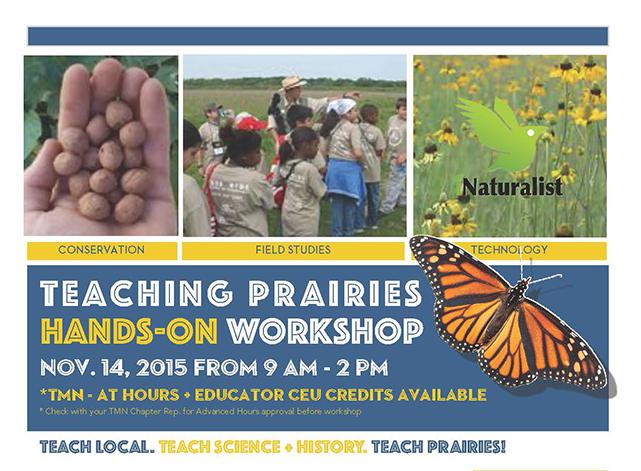 Naturalist
CONSERVATION
FIELD STUDIES
TECHNOLOGY
TEACHING PRAIRIES
HANDS-ON WORKSHOP
NOV. 14, 2015 FROM 9 AM - 2 PM
*TMN - AT HOURS + EDUCATOR CEU CREDITS AVAILABLE
* Check with your TMN Chapter Rep. for Advanced Hours approval before workshop
TEACH LOCAL. TEACH SCIENCE + HISTORY. TEACH PRAIRIES!